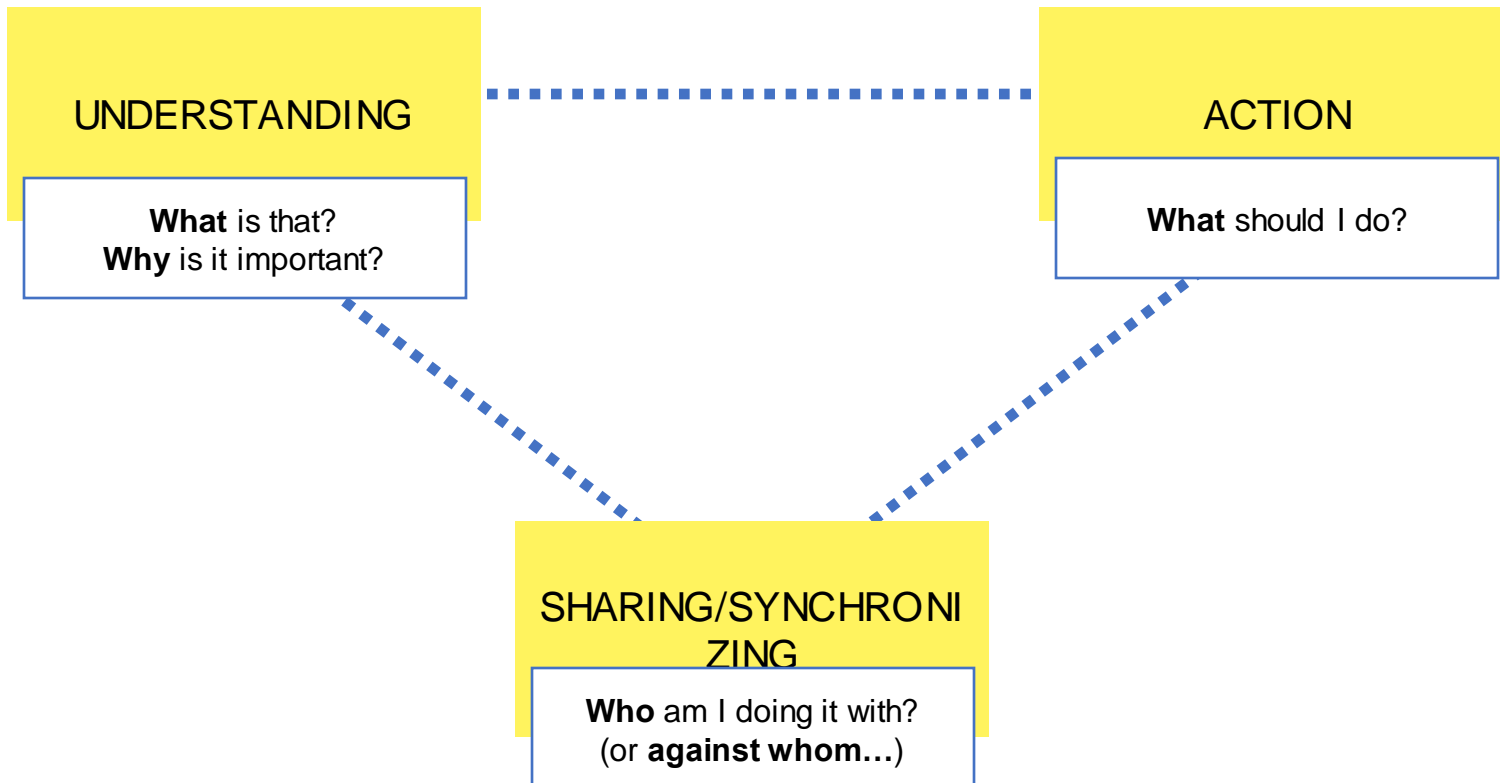 UNDERSTANDING
What is that?
Why is it important?
ACTION
What should I do?
SHARING/SYNCHRONI
ZING
Who am I doing it with?
(or against whom…)